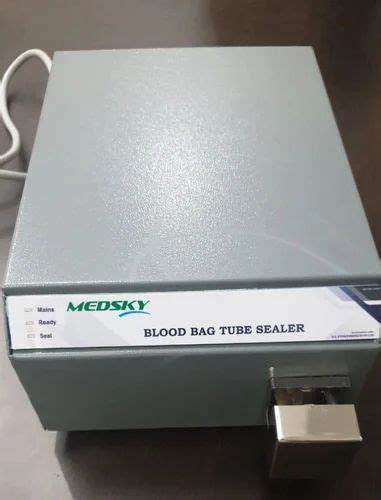 Mains
MEDSKY
Ready
BLOOD BAG TUBE SEALER
Seal